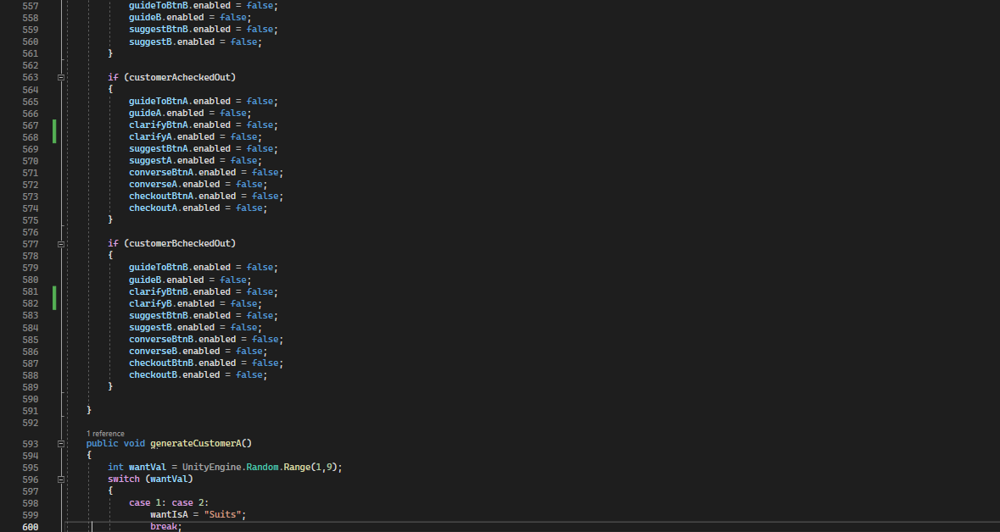 557 guideToBtnB.enabled = false;
558 guideB.enabled = false;
559 suggestBtnB.enabled = false;
560 suggestB.enabled = false;
561 }
562
563 if (customerAcheckedOut)
564 {
565 guideToBtnA.enabled = false;
566 guideA.enabled = false;
567 clarifyBtnA.enabled = false;
568 clarifyA.enabled = false;
569 suggestBtnA.enabled = false;
570 suggestA.enabled = false;
571 converseBtnA.enabled = false;
572 converseA.enabled = false;
573 checkoutBtnA.enabled = false;
574 checkoutA.enabled = false;
575 }
576
577 if (customerBcheckedOut)
578 {
579 guideToBtnB.enabled = false;
580 guideB.enabled = false;
581 clarifyBtnB.enabled = false;
582 clarifyB.enabled = false;
583 suggestBtnB.enabled = false;
584 suggestB.enabled = false;
585 converseBtnB.enabled = false;
586 converseB.enabled = false;
587 checkoutBtnB.enabled = false;
588 checkoutB.enabled = false;
589 }
590
591 }
592
1 reference
593 public void generateCustomerA()
594 {
595 int wantVal = UnityEngine.Random.Range(1,9);
596 switch (wantVal)
597 {
598 case 1: case 2:
599 wantIsA = "Suits";
600 break;